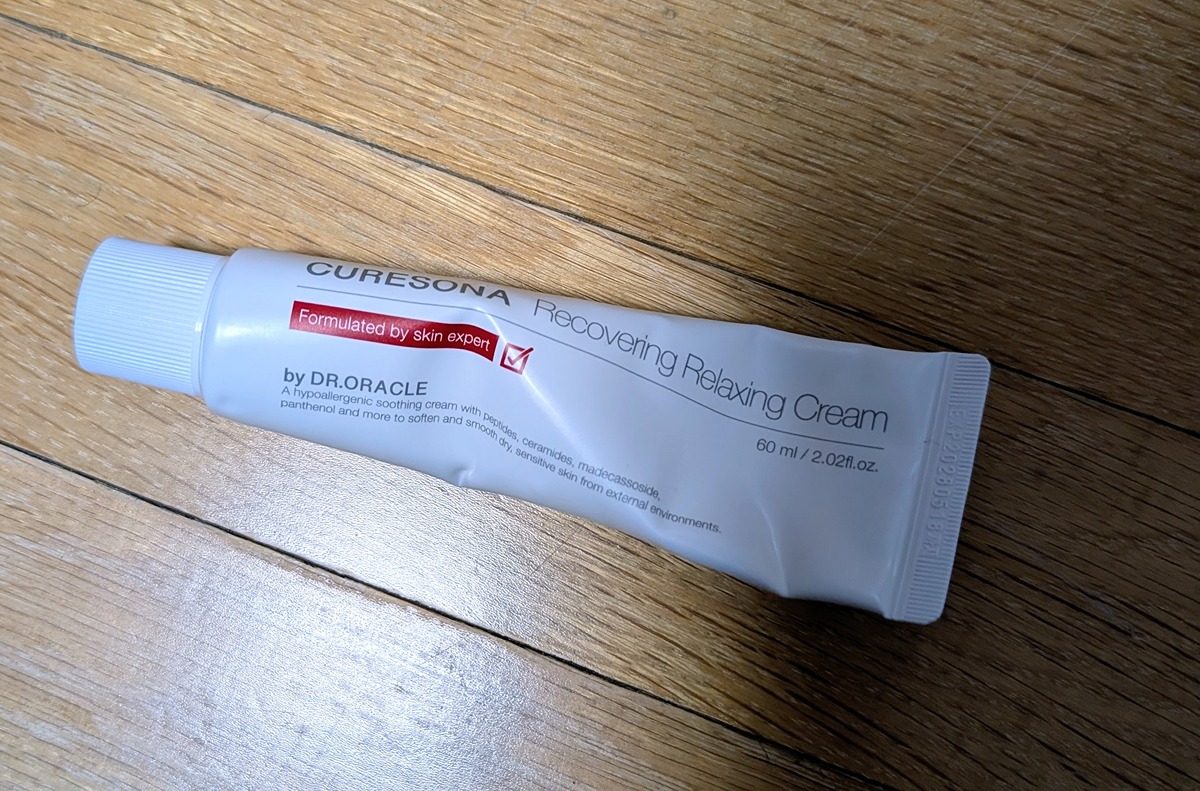 CURESONA Recovering Relaxing Cream
Formulated by skin expert
60 ml / 2.02fl.oz.
by DR.ORACLE
A hypoallergenic soothing cream with peptides, ceramides, madecassoside,
panthenol and more to soften and smooth dry, sensitive skin from external environments.